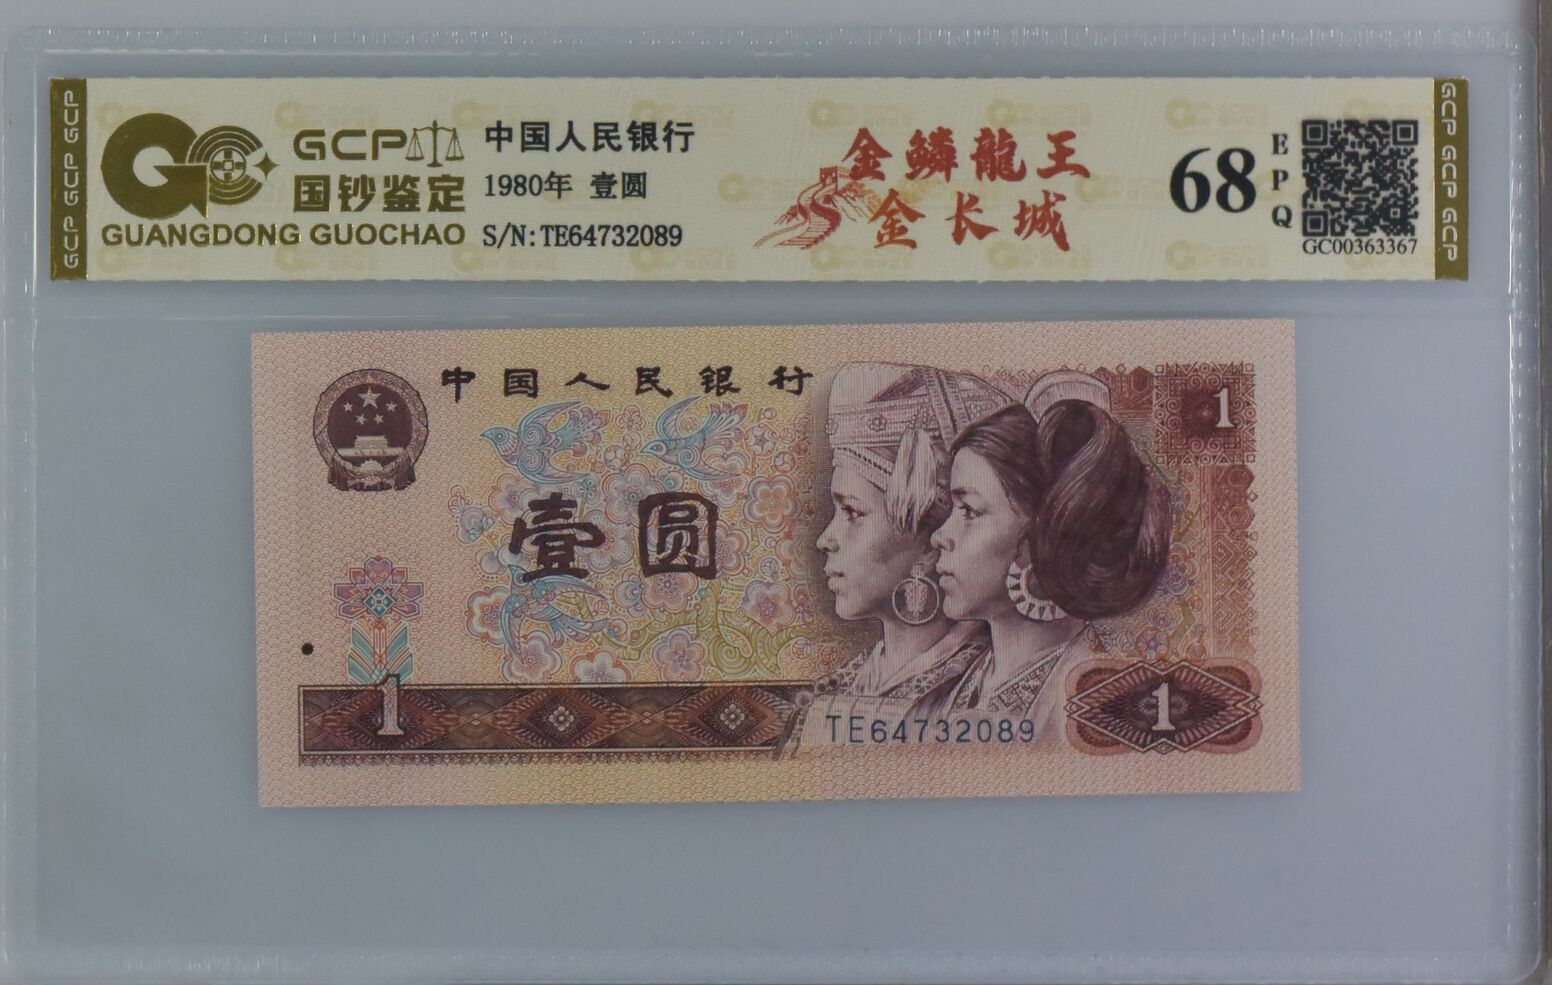 GCP GCP GCP
GCP
国钞鉴定
GUANGDONG GUOCHAO
中国人民银行
1980年 壹圆
S/N:TE64732089
金鳞龍王
金长城
68
EPQ
GC00363367
GCP GCP GCP
中国人民银行
1
壹圆
1
TE64732089
1